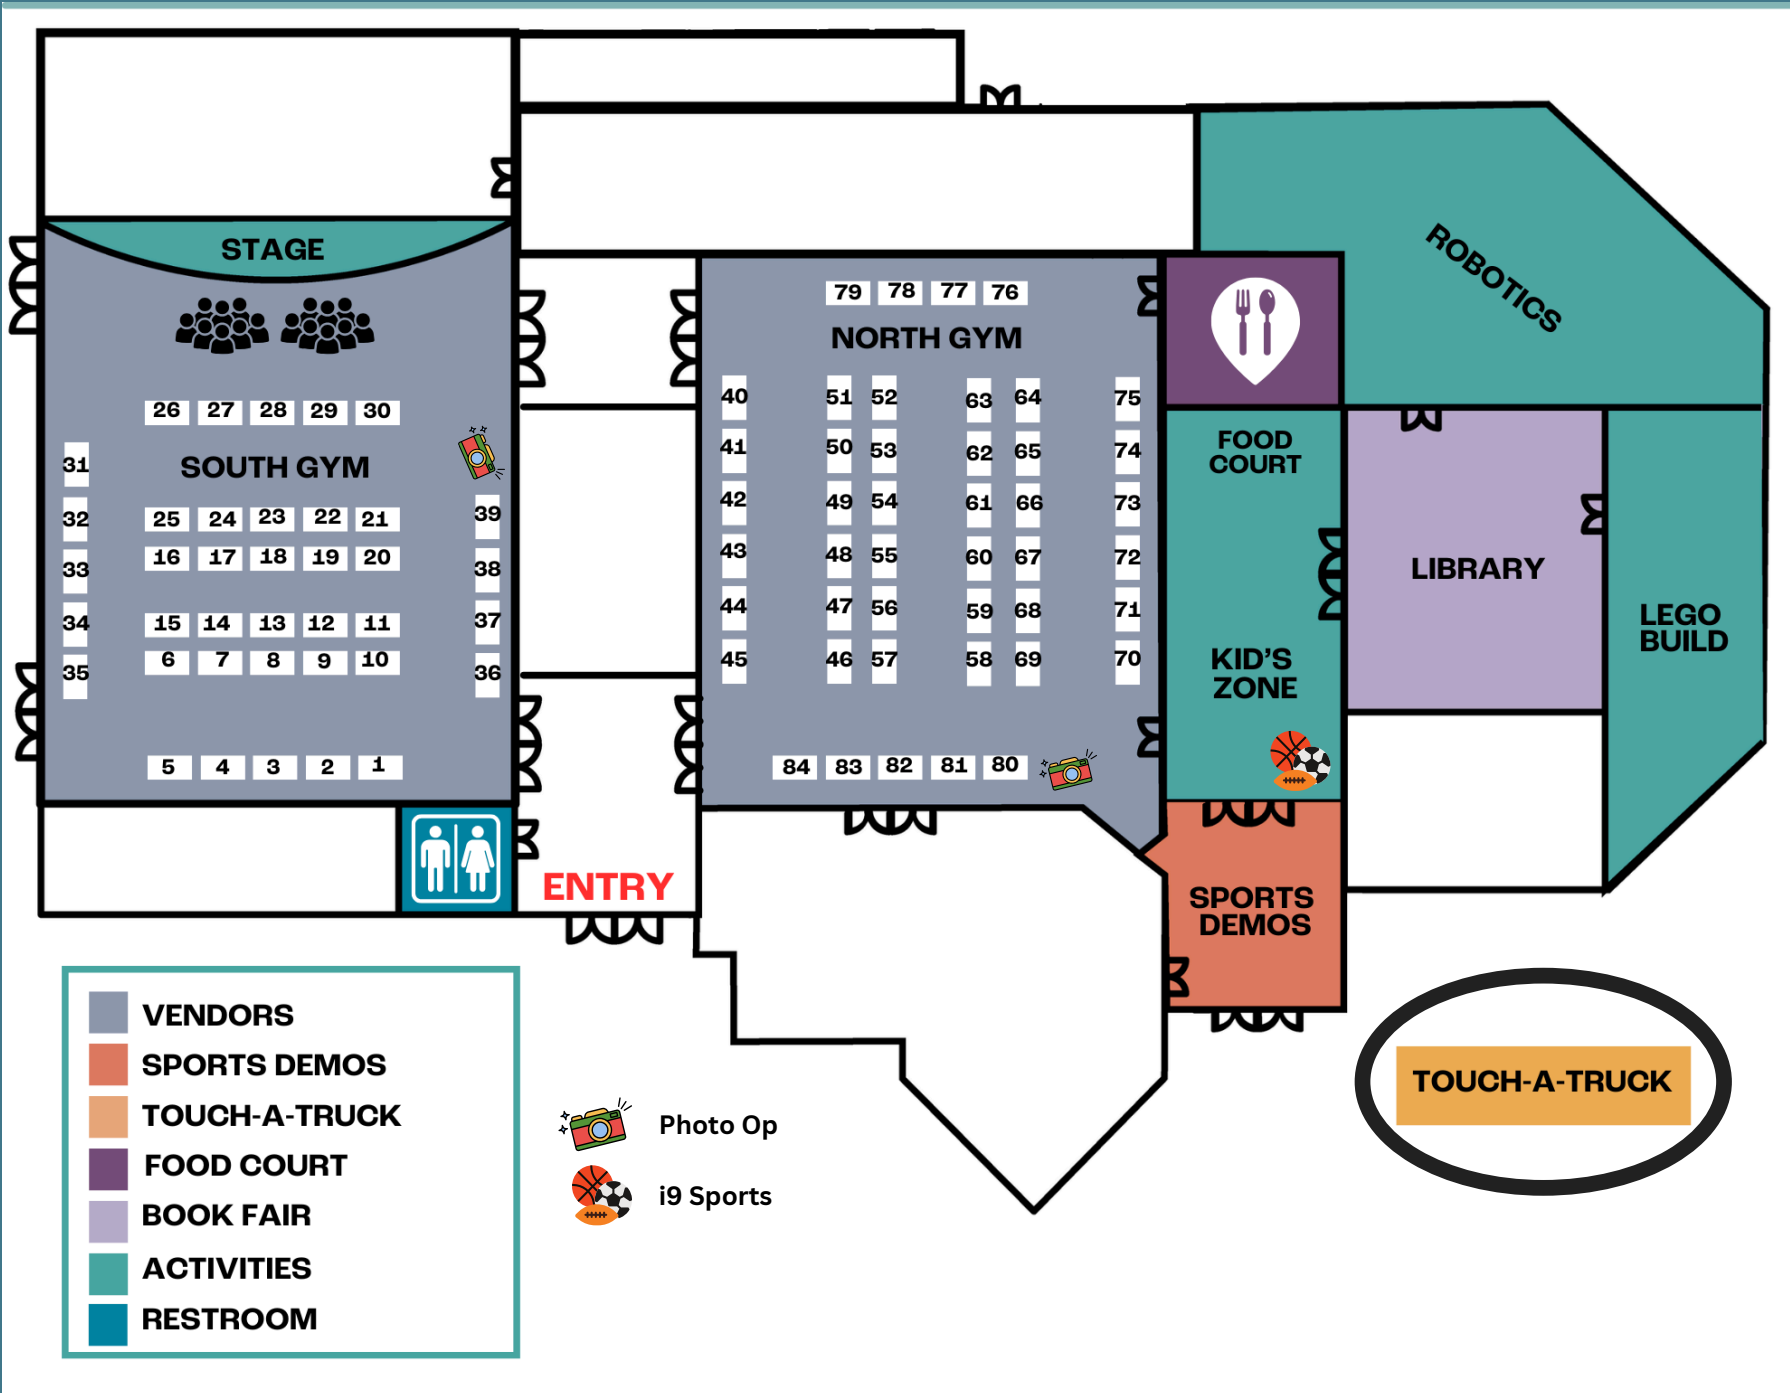 STAGE
26 27 28 29 30
SOUTH GYM
31
32
33
34
35
25 24 23 22 21
16 17 18 19 20
15 14 13 12 11
6 7 8 9 10
39
38
37
36
5 4 3 2 1
ENTRY
79 78 77 76
NORTH GYM
40 51 52 63 64 75
41 50 53 62 65 74
42 49 54 61 66 73
43 48 55 60 67 72
44 47 56 59 68 71
45 46 57 58 69 70
84 83 82 81 80
ROBOTICS
FOOD
COURT
KID'S
ZONE
LIBRARY
LEGO
BUILD
SPORTS
DEMOS
TOUCH-A-TRUCK
VENDORS
SPORTS DEMOS
TOUCH-A-TRUCK
FOOD COURT
BOOK FAIR
ACTIVITIES
RESTROOM
Photo Op
i9 Sports